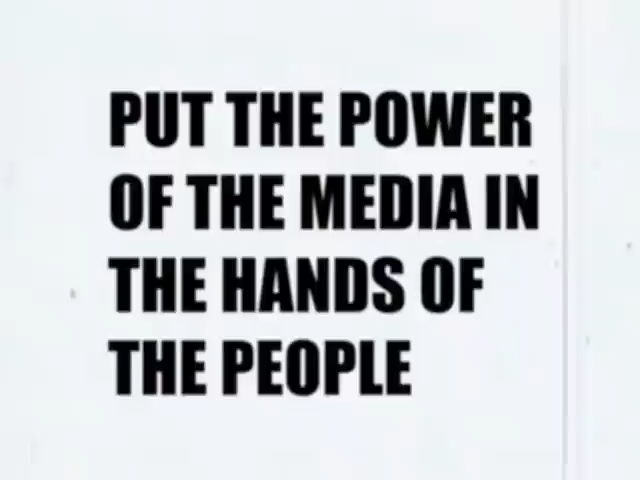 PUT THE POWER
OF THE MEDIA IN
THE HANDS OF
THE PEOPLE